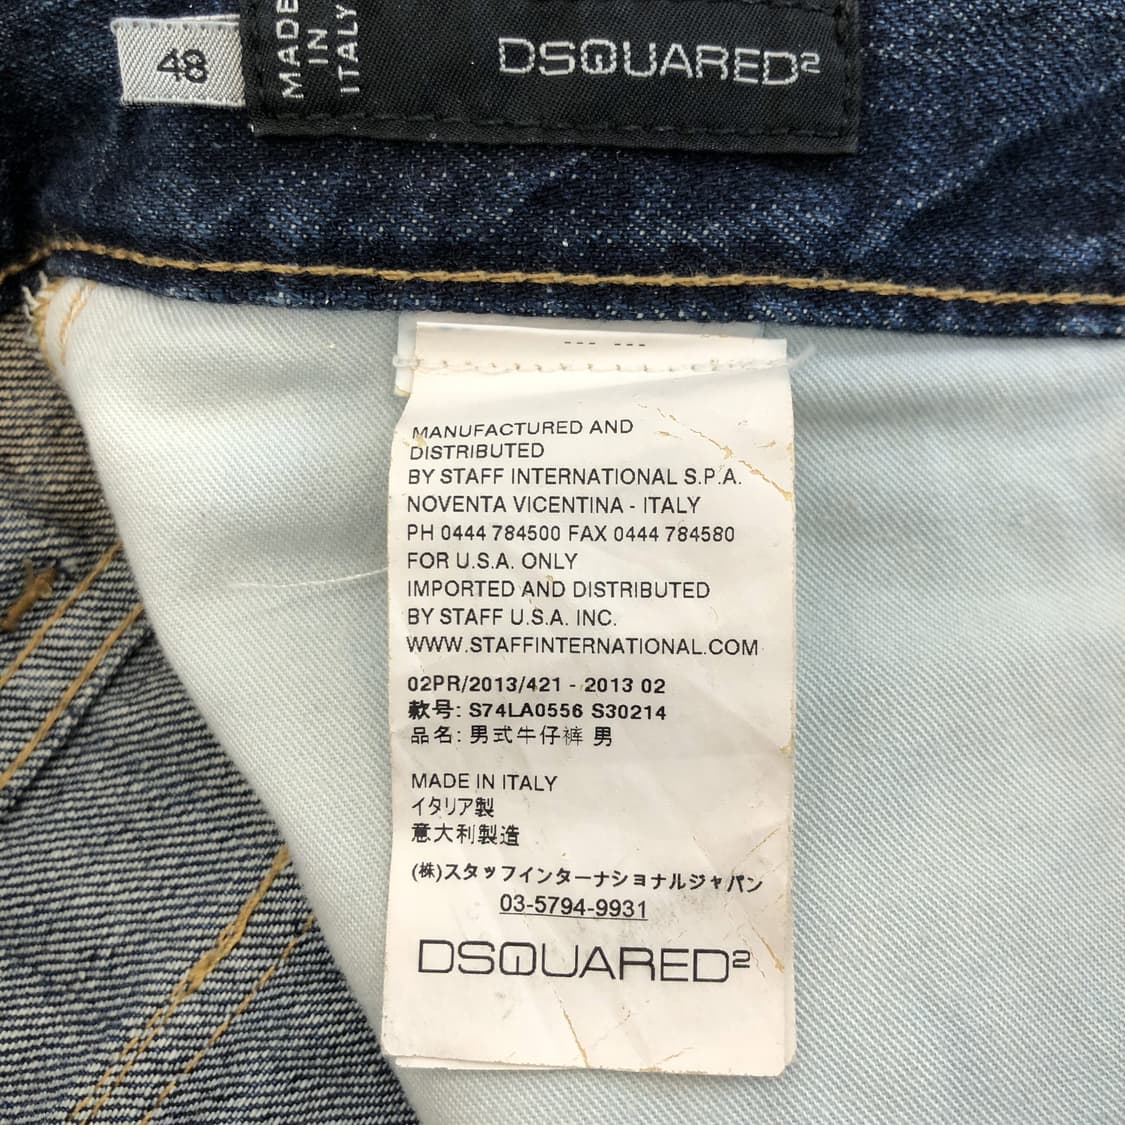 48
MADE
IN
ITALY
DSQUARED2
--- ---
MANUFACTURED AND
DISTRIBUTED
BY STAFF INTERNATIONAL S.P.A.
NOVENTA VICENTINA - ITALY
PH 0444 784500 FAX 0444 784580
FOR U.S.A. ONLY
IMPORTED AND DISTRIBUTED
BY STAFF U.S.A. INC.
WWW.STAFFINTERNATIONAL.COM
02PR/2013/421 - 2013 02
款号: S74LA0556 S30214
品名: 男式牛仔裤 男
MADE IN ITALY
イタリア製
意大利製造
(株)スタッフインターナショナルジャパン
03-5794-9931
DSQUARED2